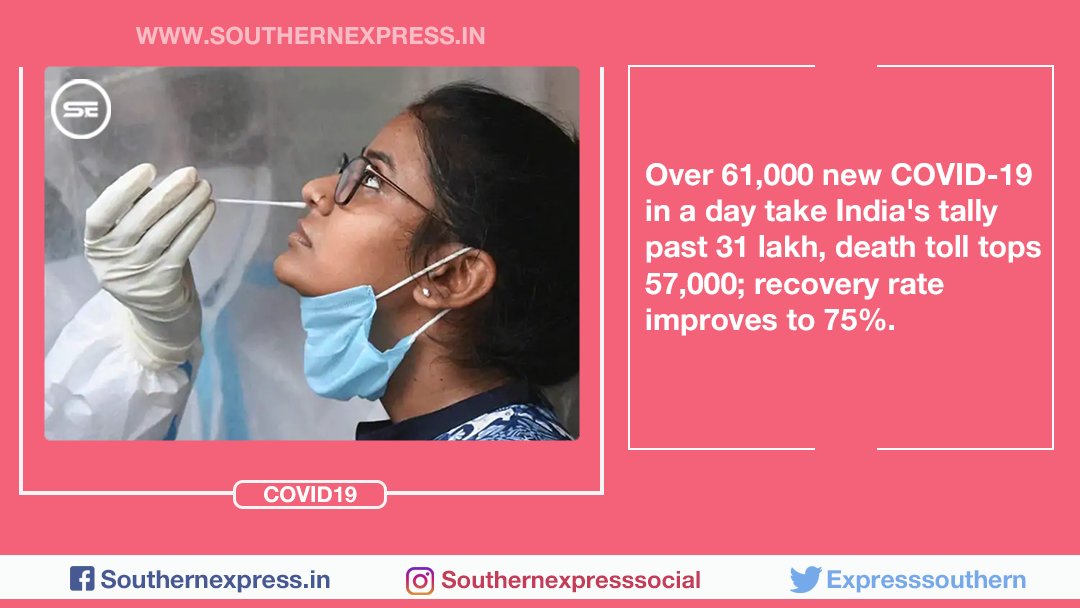 WWW.SOUTHERNEXPRESS.IN
SE
Over 61,000 new COVID-19
in a day take India's tally
past 31 lakh, death toll tops
57,000; recovery rate
improves to 75%.
COVID19
Southernexpress.in
Southernexpresssocial
Expresssouthern